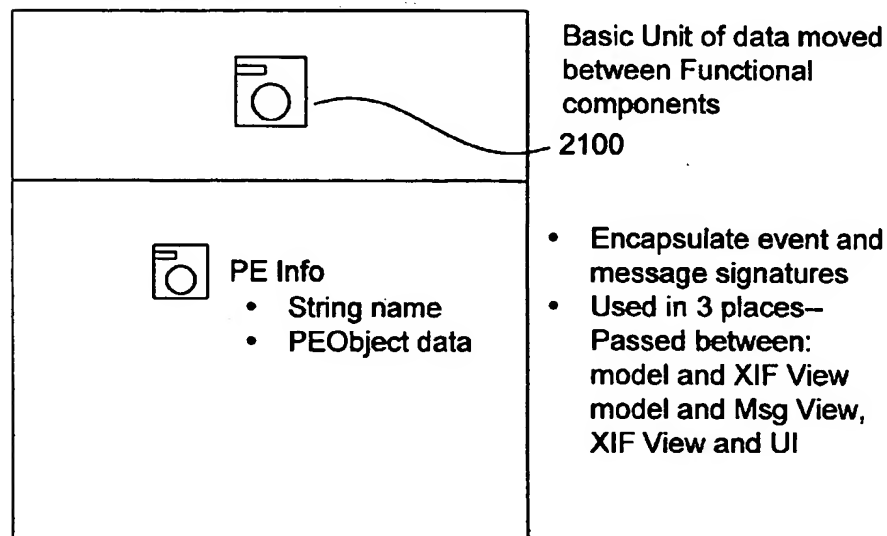 Basic Unit of data moved
between Functional
components
2100
PE Info
• String name
• PEObject data
• Encapsulate event and
message signatures
• Used in 3 places--
Passed between:
model and XIF View
model and Msg View,
XIF View and UI